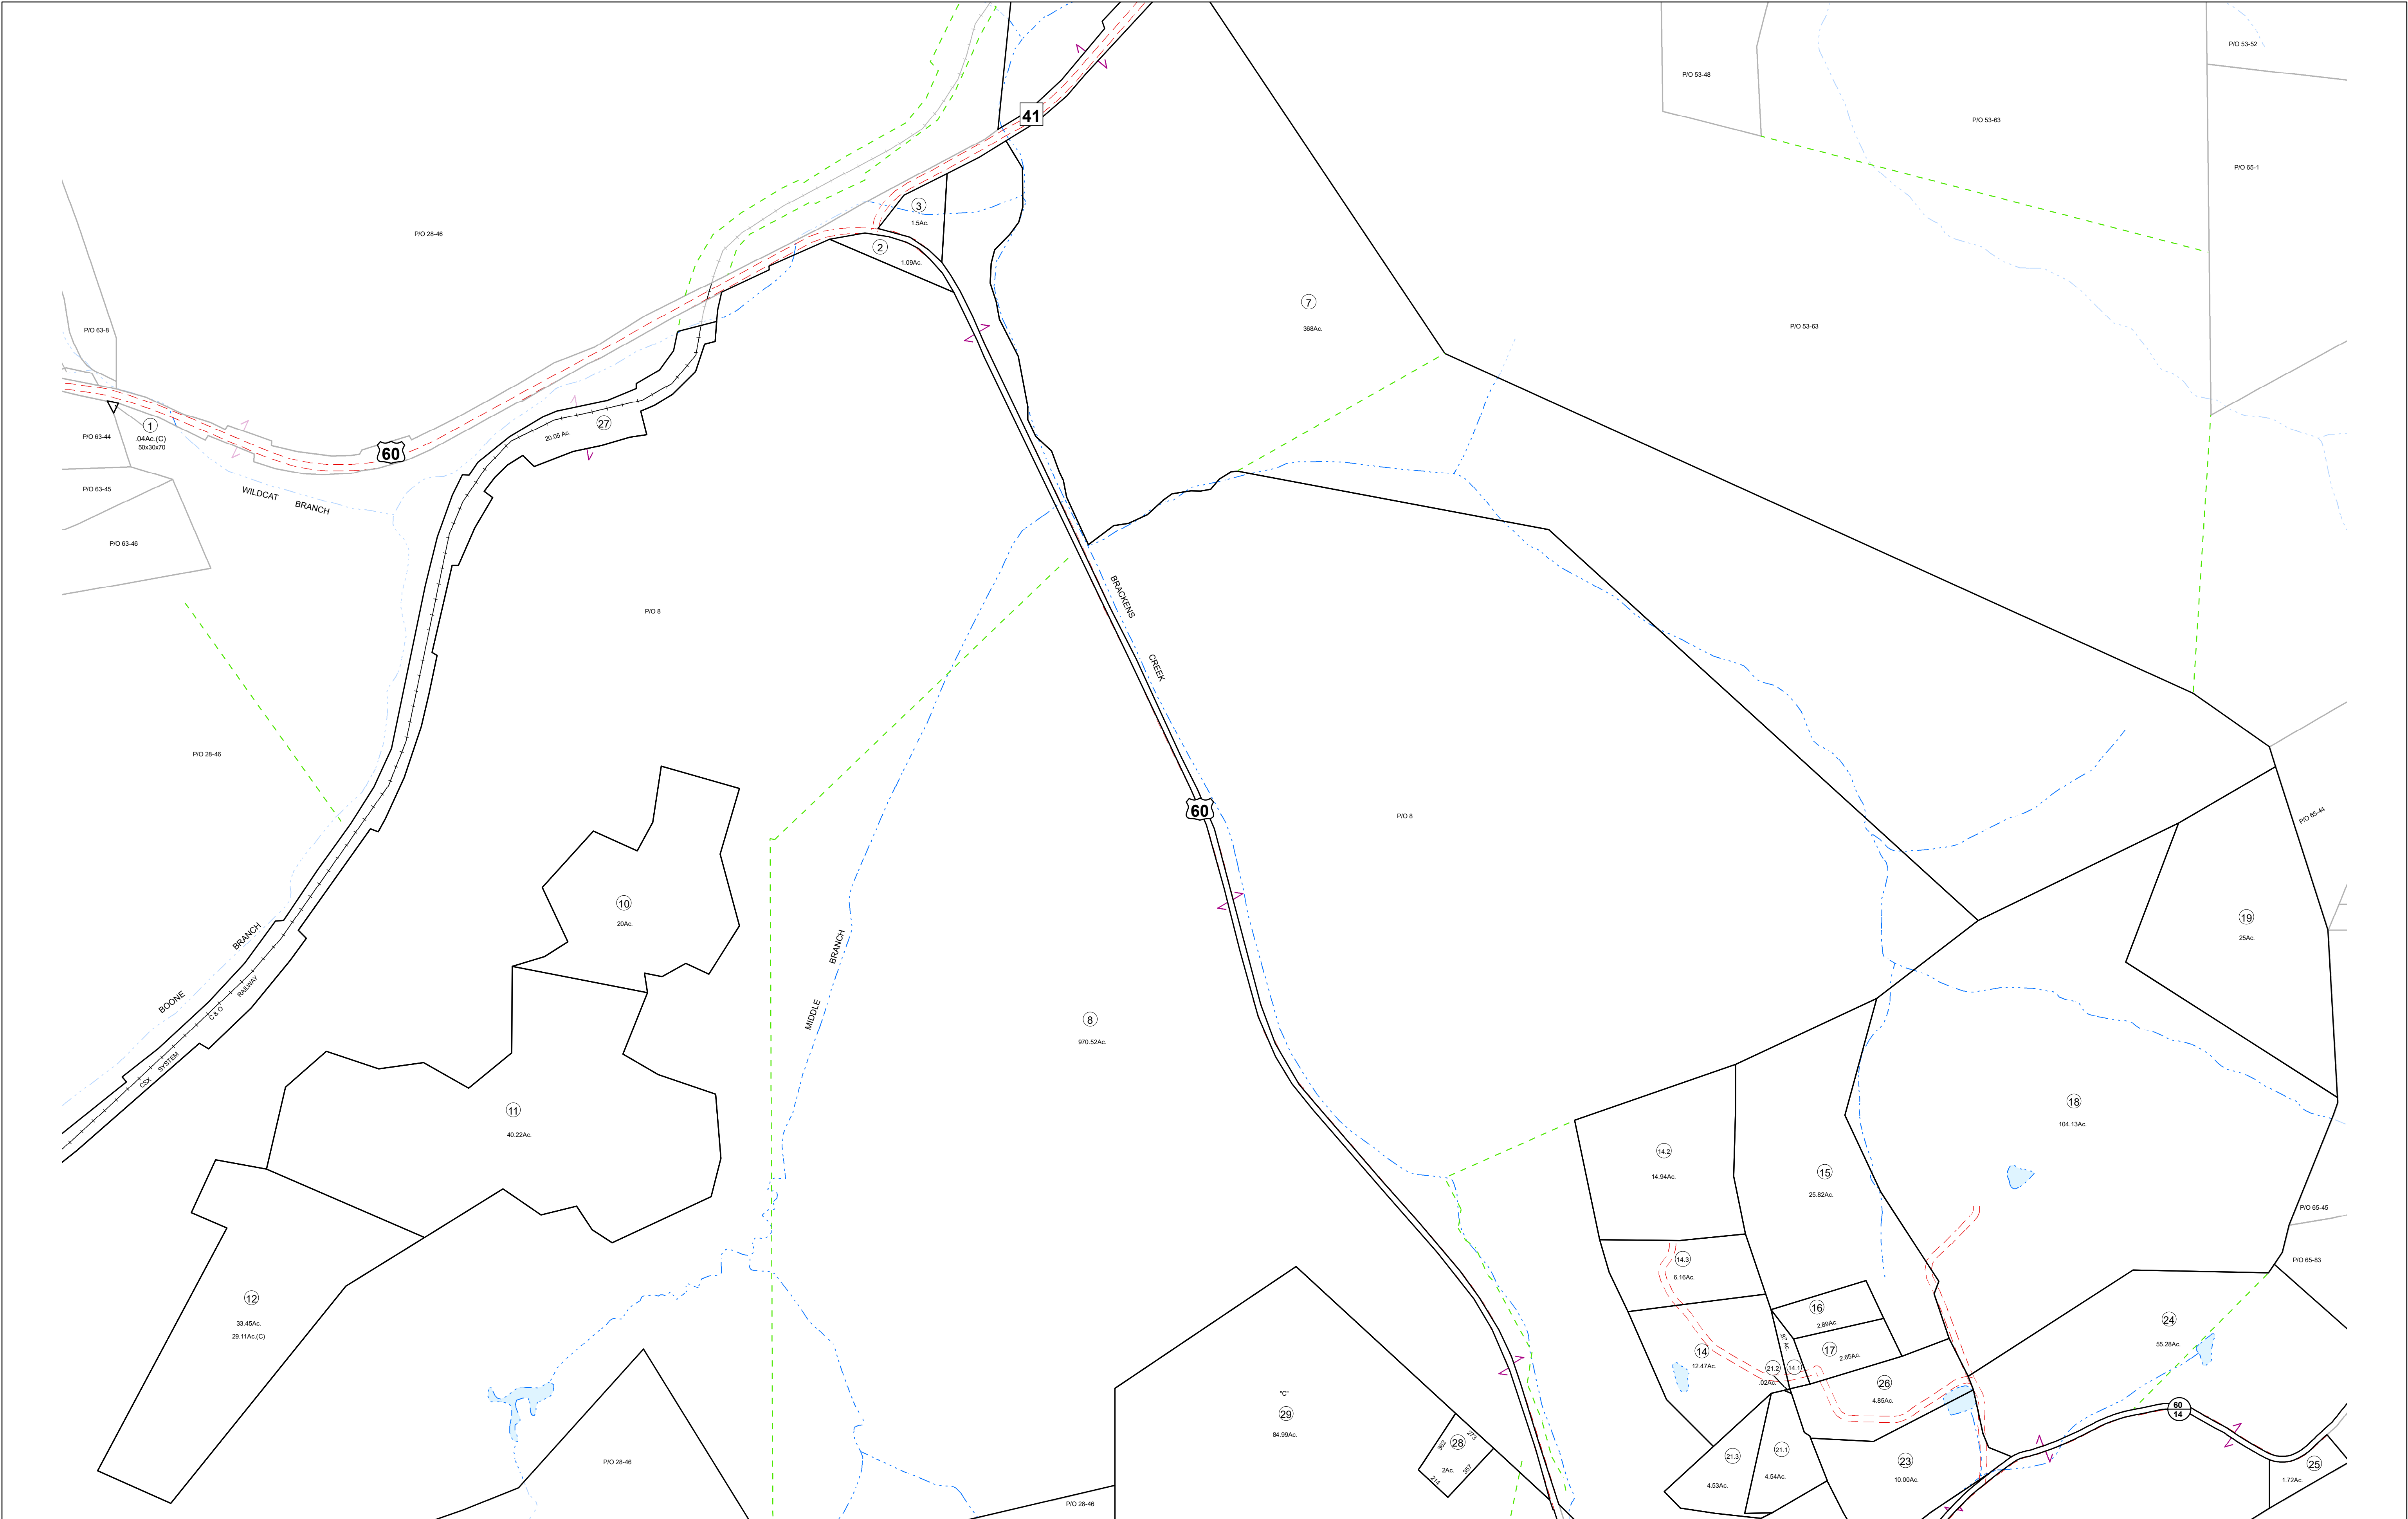 P/O 53-52
P/O 53-48
41
P/O 53-63
P/O 65-1
3
1.5Ac.
P/O 28-46
2
1.09Ac.
7
368Ac.
P/O 53-63
P/O 63-8
1
.04Ac.(C)
50x30x70
P/O 63-44
27
20.05 Ac.
60
P/O 63-45
WILDCAT BRANCH
P/O 63-46
BRACKENS
CREEK
P/O 8
P/O 28-46
60
P/O 8
P/O 65-44
10
20Ac.
19
25Ac.
BOONE BRANCH
MIDDLE BRANCH
C & O RAILWAY
CSX SYSTEM
8
970.52Ac.
11
40.22Ac.
18
104.13Ac.
14.2
14.94Ac.
15
25.82Ac.
P/O 65-45
14.3
6.16Ac.
P/O 65-83
12
33.45Ac.
29.11Ac.(C)
16
2.89Ac.
24
55.28Ac.
.87 Ac.
17
2.65Ac.
14
12.47Ac.
21.2
14.1
.02Ac.
26
4.85Ac.
"C"
29
84.99Ac.
60
14
273
362
28
2Ac.
357
214
21.3
4.53Ac.
21.1
4.54Ac.
23
10.00Ac.
25
1.72Ac.
P/O 28-46
P/O 28-46